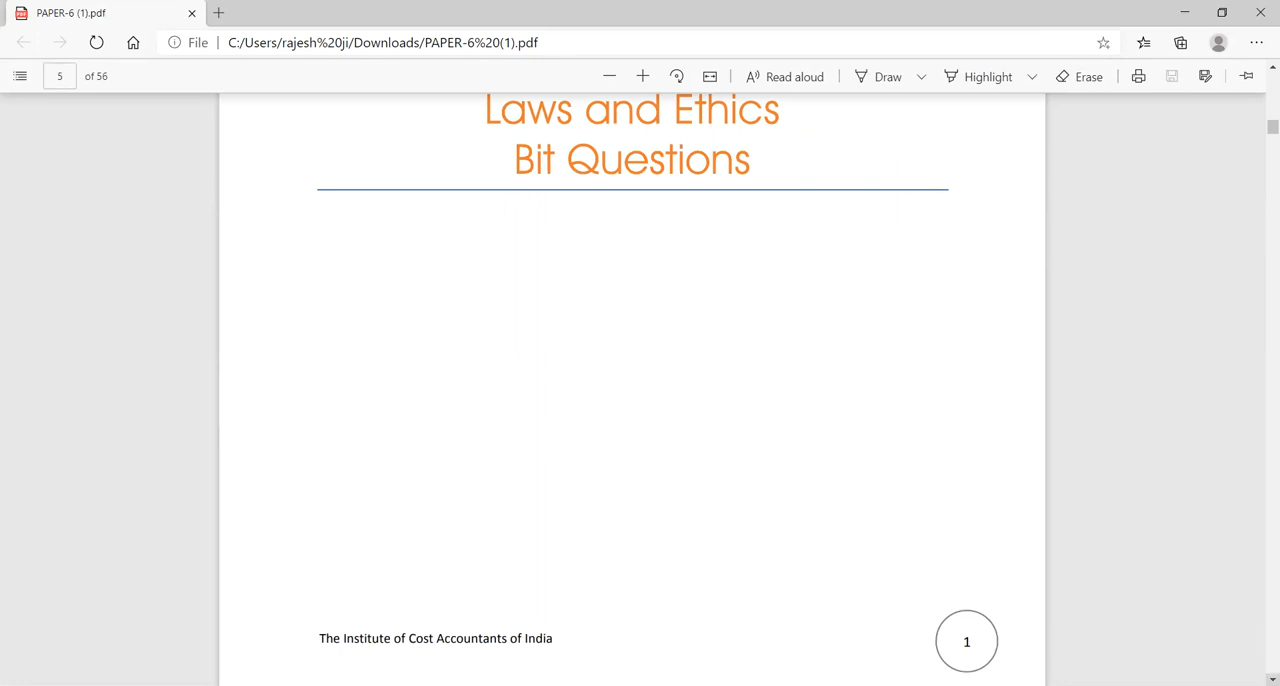 PAPER-6 (1).pdf
File
C:/Users/rajesh%20ji/Downloads/PAPER-6%20(1).pdf
5 of 56
Read aloud
Draw
Highlight
Erase
Laws and Ethics
Bit Questions
The Institute of Cost Accountants of India
1